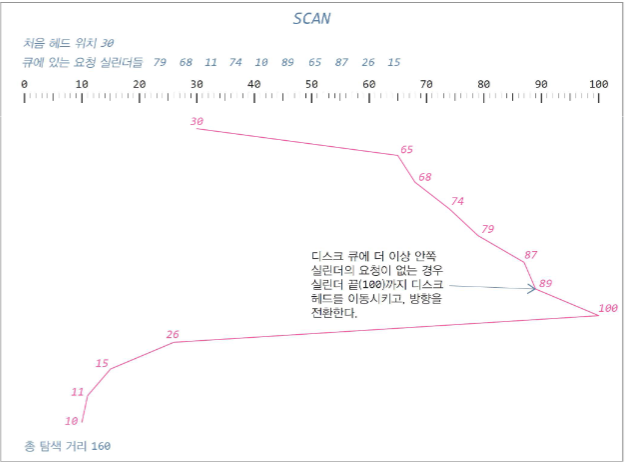 SCAN
처음 헤드 위치 30
큐에 있는 요청 실린더들 79 68 11 74 10 89 65 87 26 15
0 10 20 30 40 50 60 70 80 90 100
30
65
68
74
79
87
디스크 큐에 더 이상 안쪽
실린더의 요청이 없는 경우
실린더 끝(100)까지 디스크
헤드를 이동시키고, 방향을
전환한다.
89
100
26
15
11
10
총 탐색 거리 160